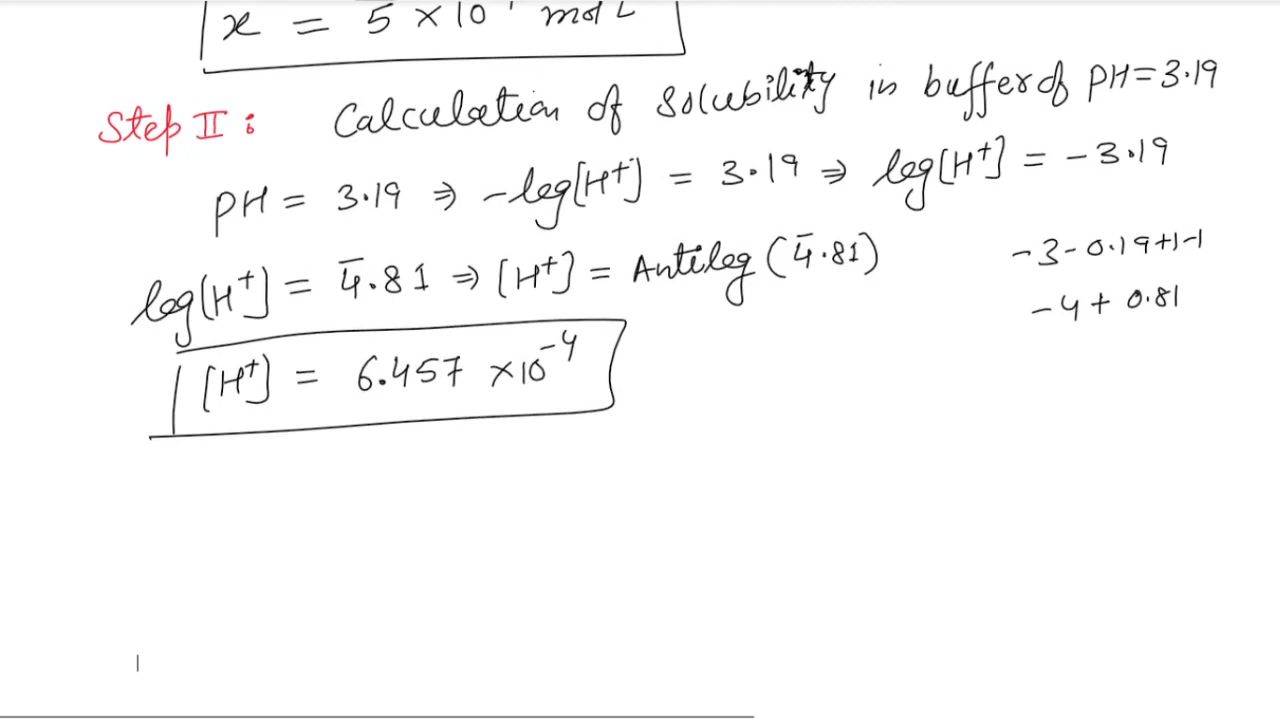 x = 5 × 10 mol L
Step II : Calculation of Solubility in buffer of PH = 3.19
PH = 3.19 ⇒ -log[H⁺] = 3.19 ⇒ log[H⁺] = -3.19
log[H⁺] = 4̅.81 ⇒ [H⁺] = Antilog (4̅.81)
-3-0.19+1-1
-4 + 0.81
[H⁺] = 6.457 ×10⁻⁴